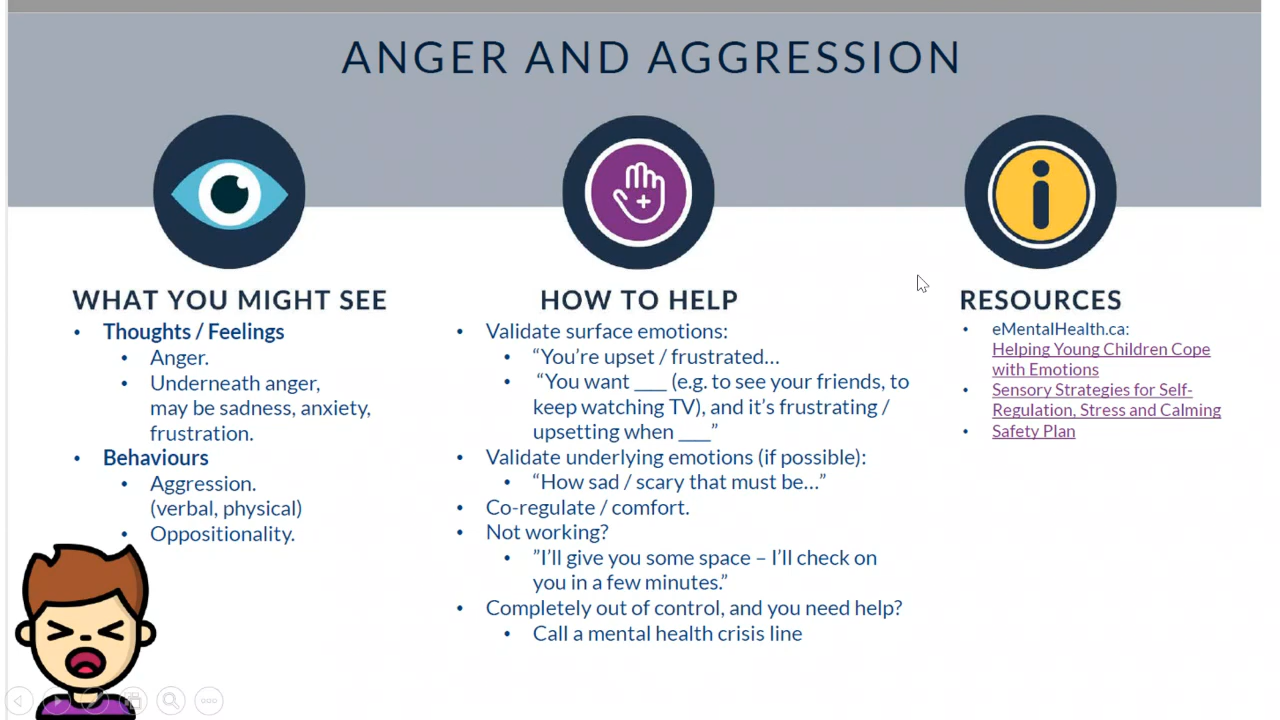 ANGER AND AGGRESSION
WHAT YOU MIGHT SEE
• Thoughts / Feelings
• Anger.
• Underneath anger,
may be sadness, anxiety,
frustration.
• Behaviours
• Aggression.
(verbal, physical)
• Oppositionality.
HOW TO HELP
• Validate surface emotions:
• “You’re upset / frustrated…
• “You want ___ (e.g. to see your friends, to
keep watching TV), and it’s frustrating /
upsetting when ___”
• Validate underlying emotions (if possible):
• “How sad / scary that must be…”
• Co-regulate / comfort.
• Not working?
• ”I’ll give you some space – I’ll check on
you in a few minutes.”
• Completely out of control, and you need help?
• Call a mental health crisis line
RESOURCES
• eMentalHealth.ca:
Helping Young Children Cope
with Emotions
• Sensory Strategies for Self-
Regulation, Stress and Calming
• Safety Plan